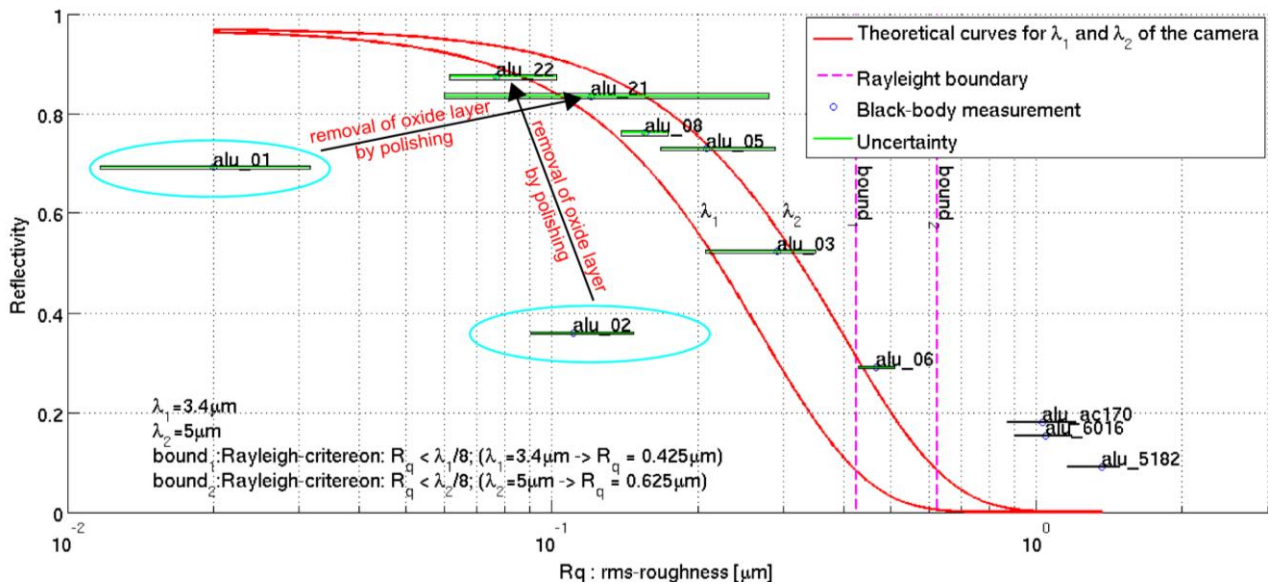 1
0.8
0.6
0.4
0.2
0
Reflectivity
10⁻²
10⁻¹
10⁰
Rq : rms-roughness [μm]
Theoretical curves for λ₁ and λ₂ of the camera
Rayleight boundary
Black-body measurement
Uncertainty
alu_22
alu_21
alu_08
alu_05
alu_01
removal of oxide layer
by polishing
removal of oxide layer
by polishing
bound₁
bound₂
λ₁
λ₂
alu_03
alu_02
alu_06
alu_ac170
alu_6016
alu_5182
λ₁=3.4μm
λ₂=5μm
bound₁:Rayleigh-critereon: R_q < λ₁/8; (λ₁=3.4μm -> R_q = 0.425μm)
bound₂:Rayleigh-critereon: R_q < λ₂/8; (λ₂=5μm -> R_q = 0.625μm)